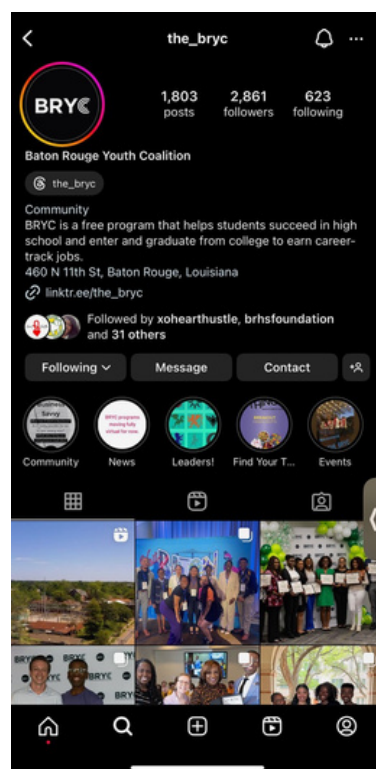 the_bryc
BRYC
1,803 2,861 623
posts followers following
Baton Rouge Youth Coalition
the_bryc
Community
BRYC is a free program that helps students succeed in high
school and enter and graduate from college to earn career-
track jobs.
460 N 11th St, Baton Rouge, Louisiana
linktr.ee/the_bryc
Followed by xohearthustle, brhsfoundation
and 31 others
Following Message Contact
Savvy
BRYC programs
moving fully
virtual for now.
Community News Leaders! Find Your T... Events
BRYC
BRYC